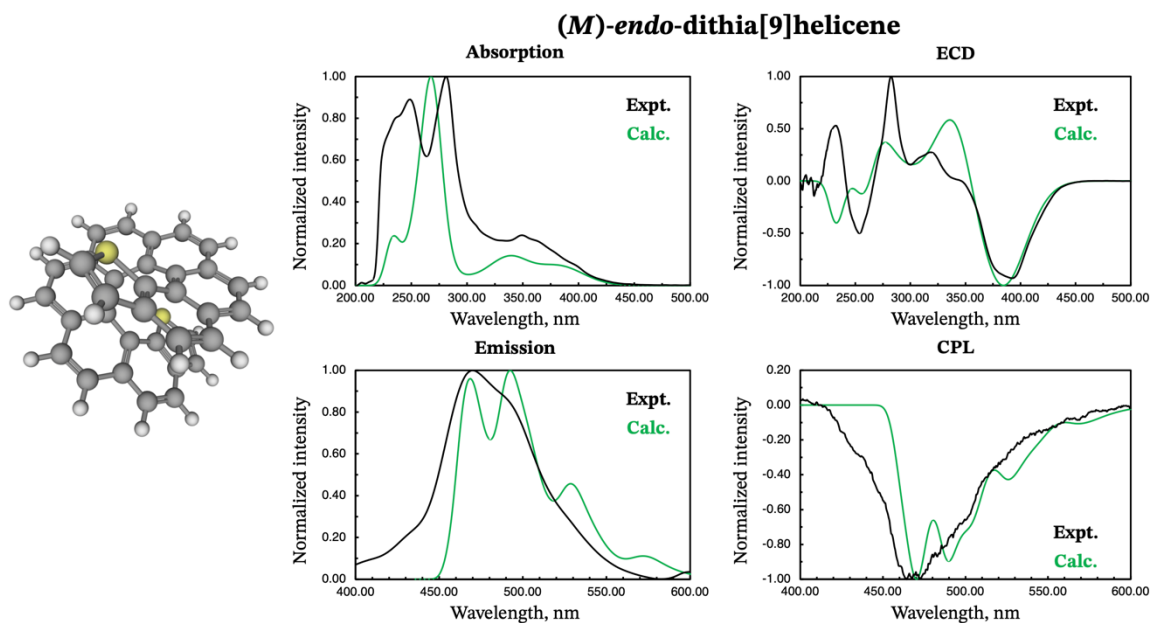 (M)-endo-dithia[9]helicene
Absorption
Normalized intensity
1.00
0.80
0.60
0.40
0.20
0.00
Expt.
Calc.
200.00 250.00 300.00 350.00 400.00 450.00 500.00
Wavelength, nm
ECD
Normalized intensity
1.00
0.50
0.00
-0.50
-1.00
Expt.
Calc.
200.00 250.00 300.00 350.00 400.00 450.00 500.00
Wavelength, nm
Emission
Normalized intensity
1.00
0.80
0.60
0.40
0.20
0.00
Expt.
Calc.
400.00 450.00 500.00 550.00 600.00
Wavelength, nm
CPL
Normalized intensity
0.20
0.00
-0.20
-0.40
-0.60
-0.80
-1.00
Expt.
Calc.
400.00 450.00 500.00 550.00 600.00
Wavelength, nm